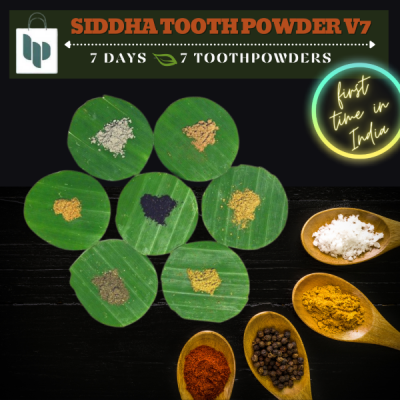 SIDDHA TOOTH POWDER V7
7 DAYS 7 TOOTHPOWDERS
first
time in
India